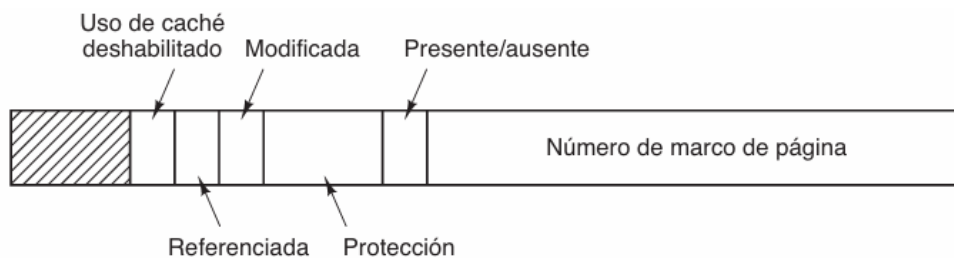 Uso de caché
deshabilitado
Modificada
Presente/ausente
Número de marco de página
Referenciada
Protección